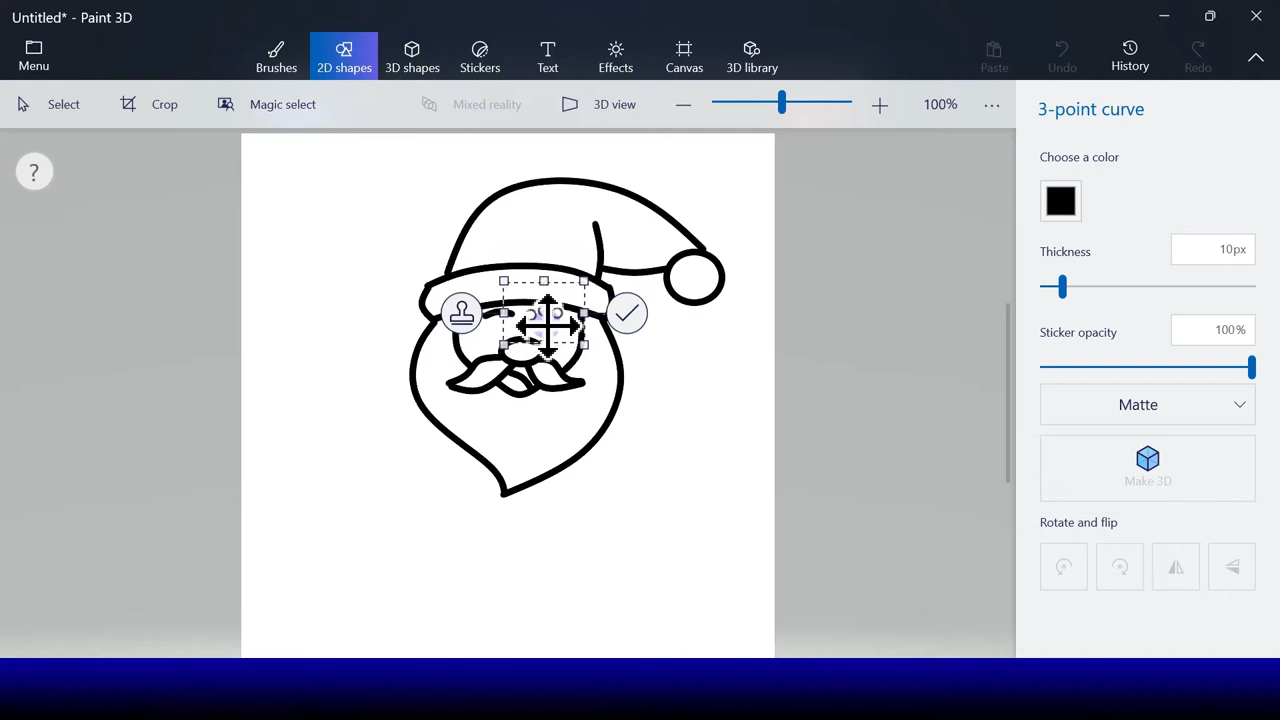 Untitled* - Paint 3D
Menu
Brushes
2D shapes
3D shapes
Stickers
Text
Effects
Canvas
3D library
Paste
Undo
History
Redo
Select
Crop
Magic select
Mixed reality
3D view
100%
3-point curve
?
Choose a color
Thickness
10px
Sticker opacity
100%
Matte
Make 3D
Rotate and flip